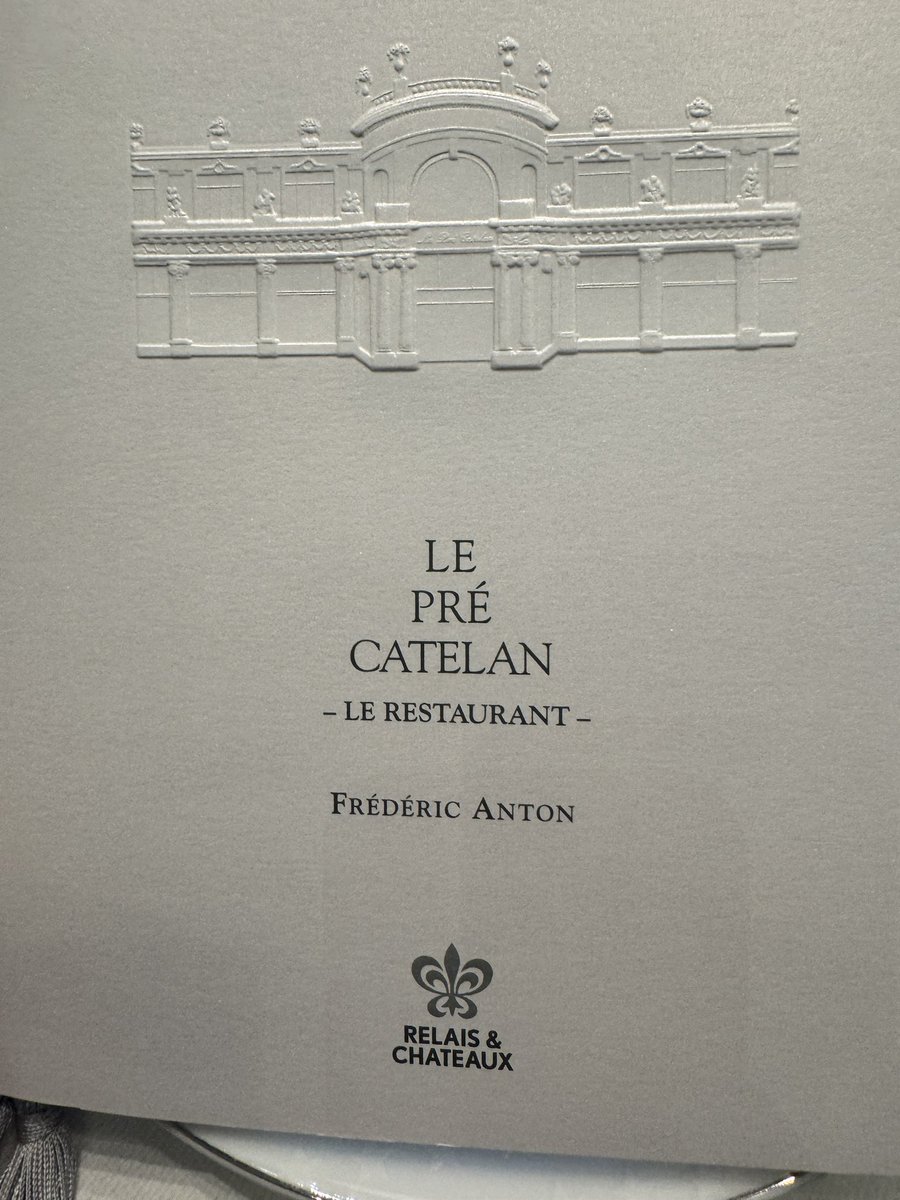 LE
PRÉ
CATELAN
– LE RESTAURANT –
FRÉDÉRIC ANTON
RELAIS &
CHATEAUX